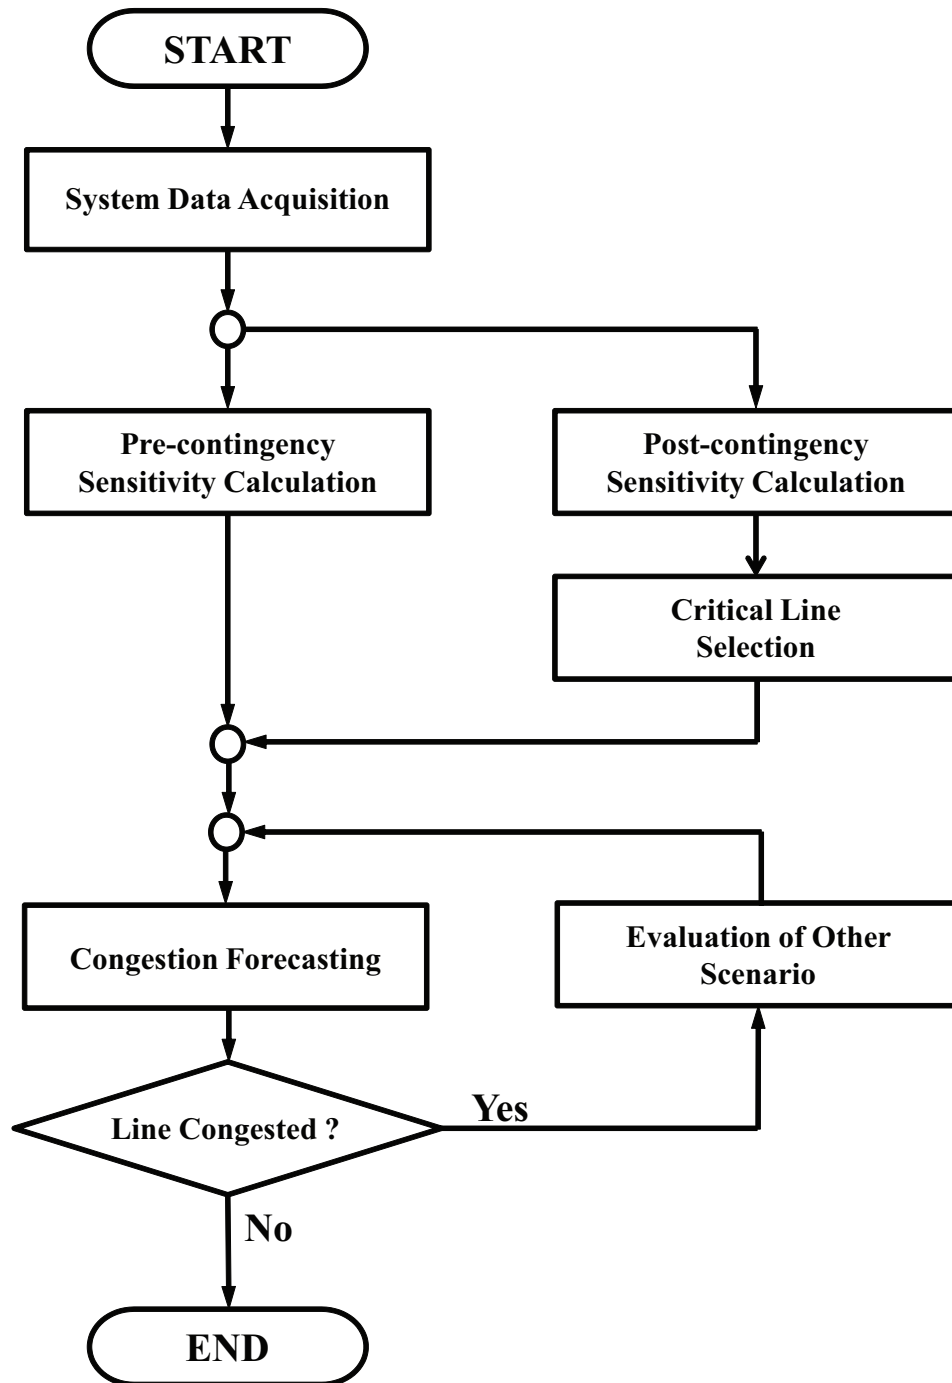 START
System Data Acquisition
Pre-contingency
Sensitivity Calculation
Post-contingency
Sensitivity Calculation
Critical Line
Selection
Congestion Forecasting
Evaluation of Other
Scenario
Line Congested ?
Yes
No
END